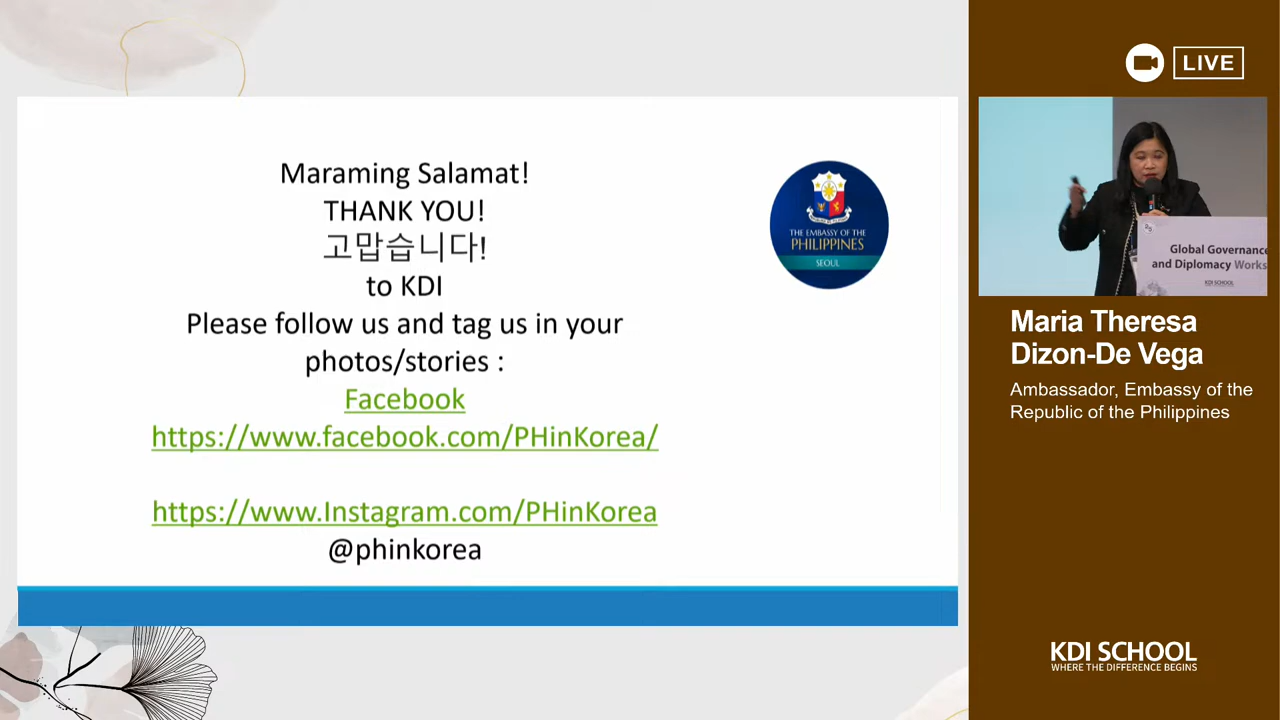 Maraming Salamat!
THANK YOU!
고맙습니다!
to KDI
Please follow us and tag us in your
photos/stories :
Facebook
https://www.facebook.com/PHinKorea/
https://www.Instagram.com/PHinKorea
@phinkorea
THE EMBASSY OF THE
PHILIPPINES
SEOUL
LIVE
Global Governance
and Diplomacy Works
KDI SCHOOL
Maria Theresa
Dizon-De Vega
Ambassador, Embassy of the
Republic of the Philippines
KDI SCHOOL
WHERE THE DIFFERENCE BEGINS